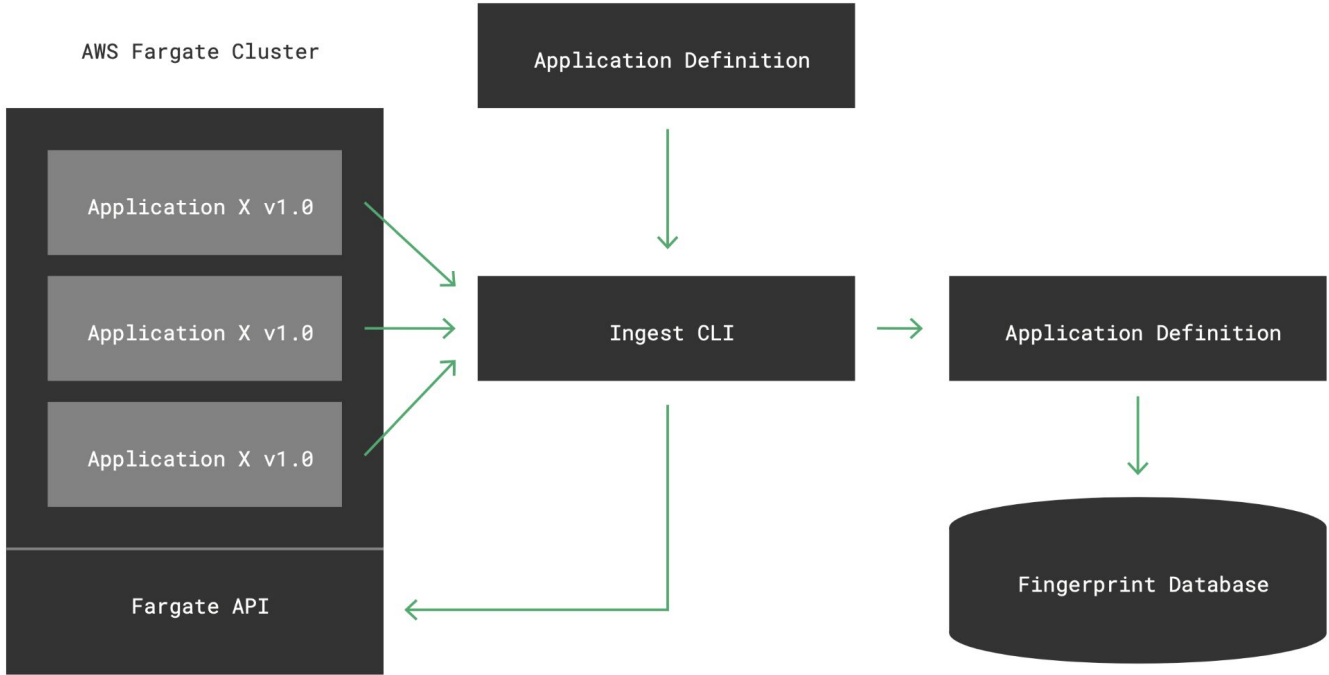 AWS Fargate Cluster
Application Definition
Application X v1.0
Application X v1.0
Ingest CLI
Application Definition
Application X v1.0
Fargate API
Fingerprint Database